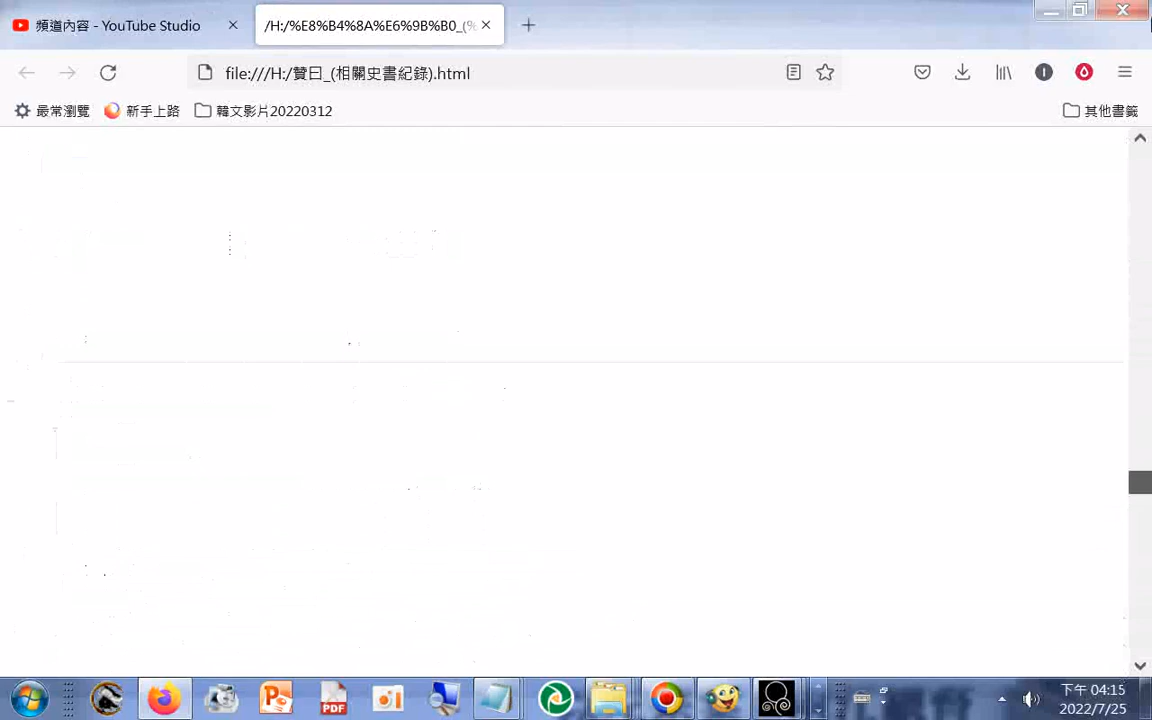 頻道內容 - YouTube Studio
/H:/%E8%B4%8A%E6%9B%B0_(%
file:///H:/贊曰_(相關史書紀錄).html
最常瀏覽
新手上路
韓文影片20220312
其他書籤
PDF
下午 04:15
2022/7/25